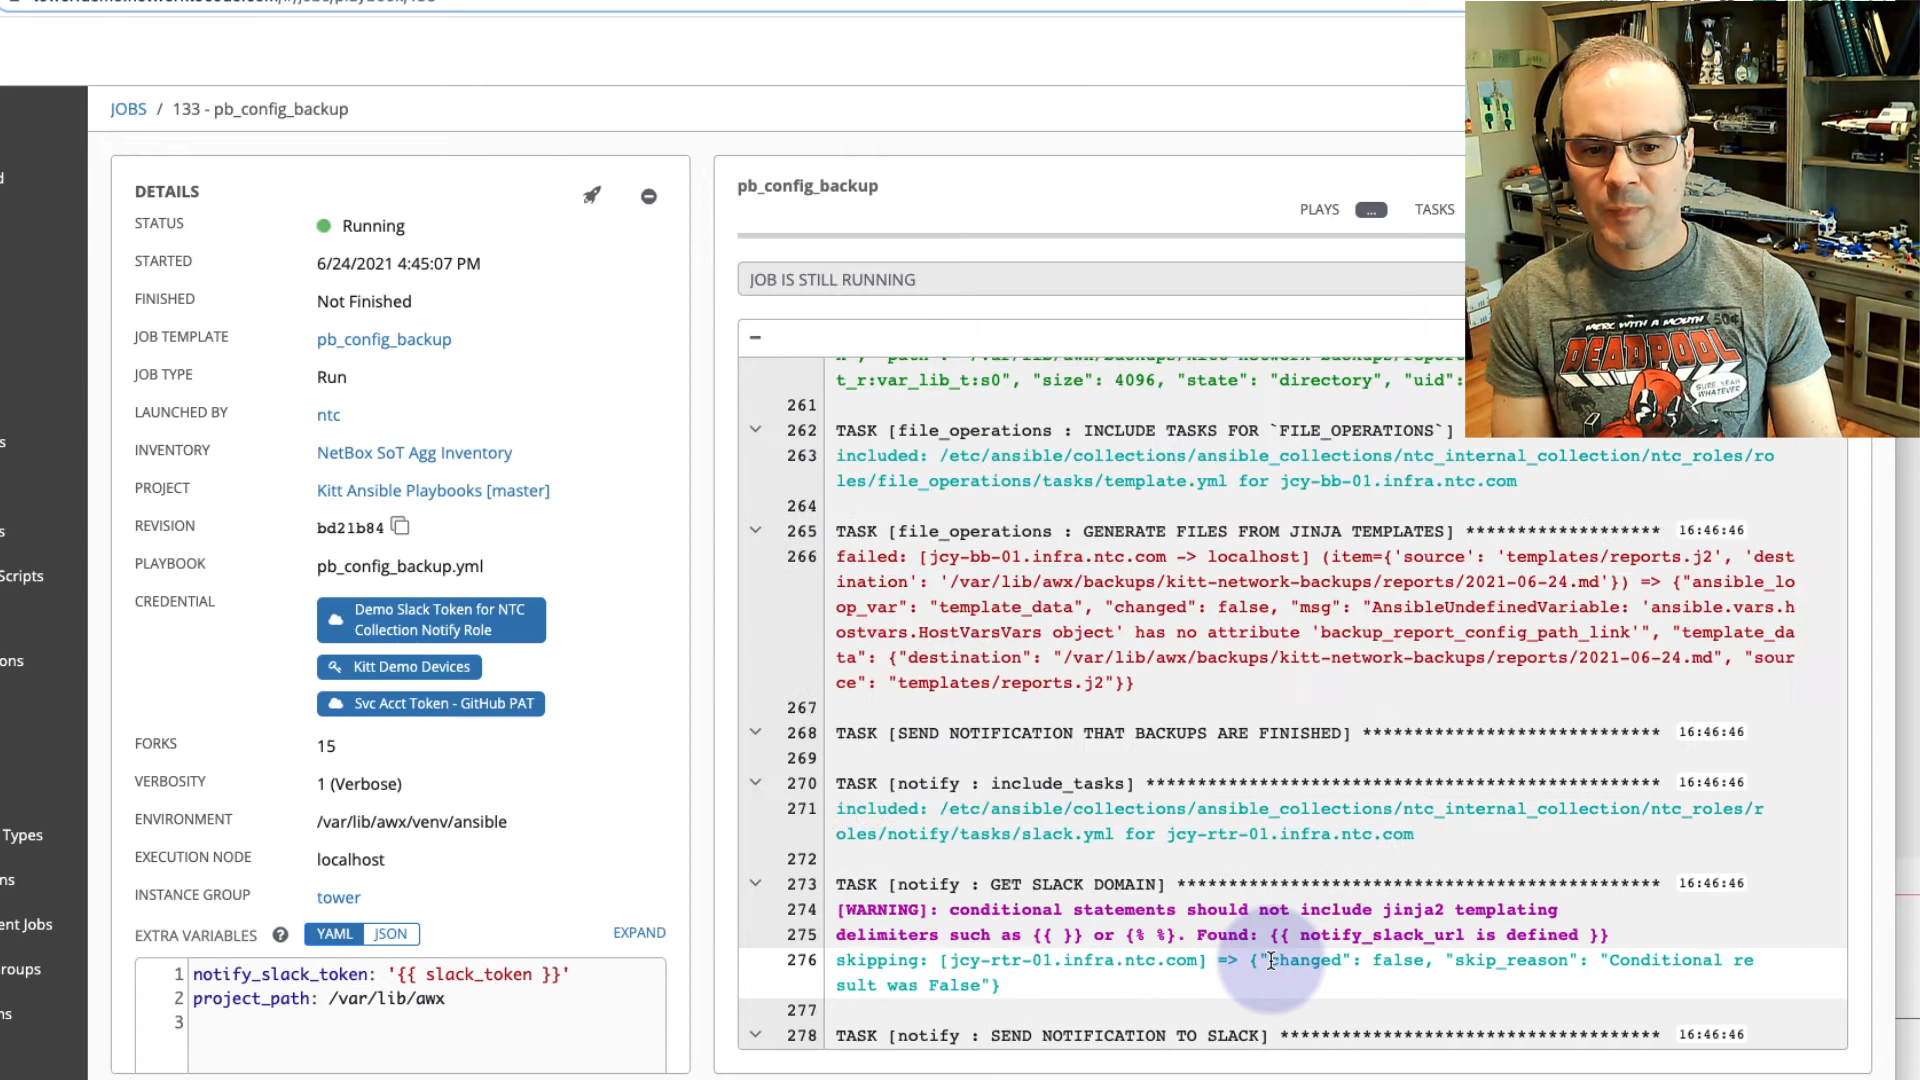 JOBS / 133 - pb_config_backup
DETAILS
STATUS Running
STARTED 6/24/2021 4:45:07 PM
FINISHED Not Finished
JOB TEMPLATE pb_config_backup
JOB TYPE Run
LAUNCHED BY ntc
INVENTORY NetBox SoT Agg Inventory
PROJECT Kitt Ansible Playbooks [master]
REVISION bd21b84
PLAYBOOK pb_config_backup.yml
CREDENTIAL Demo Slack Token for NTC
Collection Notify Role
Kitt Demo Devices
Svc Acct Token - GitHub PAT
FORKS 15
VERBOSITY 1 (Verbose)
ENVIRONMENT /var/lib/awx/venv/ansible
EXECUTION NODE localhost
INSTANCE GROUP tower
EXTRA VARIABLES ? YAML JSON EXPAND
1 notify_slack_token: '{{ slack_token }}'
2 project_path: /var/lib/awx
3
Scripts
Types
pb_config_backup
PLAYS ... TASKS
JOB IS STILL RUNNING
t_r:var_lib_t:s0", "size": 4096, "state": "directory", "uid":
261
262 TASK [file_operations : INCLUDE TASKS FOR `FILE_OPERATIONS`]
263 included: /etc/ansible/collections/ansible_collections/ntc_internal_collection/ntc_roles/ro
les/file_operations/tasks/template.yml for jcy-bb-01.infra.ntc.com
264
265 TASK [file_operations : GENERATE FILES FROM JINJA TEMPLATES] ******************* 16:46:46
266 failed: [jcy-bb-01.infra.ntc.com -> localhost] (item={'source': 'templates/reports.j2', 'dest
ination': '/var/lib/awx/backups/kitt-network-backups/reports/2021-06-24.md'}) => {"ansible_lo
op_var": "template_data", "changed": false, "msg": "AnsibleUndefinedVariable: 'ansible.vars.h
ostvars.HostVarsVars object' has no attribute 'backup_report_config_path_link'", "template_da
ta": {"destination": "/var/lib/awx/backups/kitt-network-backups/reports/2021-06-24.md", "sour
ce": "templates/reports.j2"}}
267
268 TASK [SEND NOTIFICATION THAT BACKUPS ARE FINISHED] ***************************** 16:46:46
269
270 TASK [notify : include_tasks] ************************************************** 16:46:46
271 included: /etc/ansible/collections/ansible_collections/ntc_internal_collection/ntc_roles/r
oles/notify/tasks/slack.yml for jcy-rtr-01.infra.ntc.com
272
273 TASK [notify : GET SLACK DOMAIN] *********************************************** 16:46:46
274 [WARNING]: conditional statements should not include jinja2 templating
275 delimiters such as {{ }} or {% %}. Found: {{ notify_slack_url is defined }}
276 skipping: [jcy-rtr-01.infra.ntc.com] => {"changed": false, "skip_reason": "Conditional re
sult was False"}
277
278 TASK [notify : SEND NOTIFICATION TO SLACK] ************************************* 16:46:46
MERC WITH A MOUTH 50¢
DEADPOOL
SURE, YEAH
WHATEVER